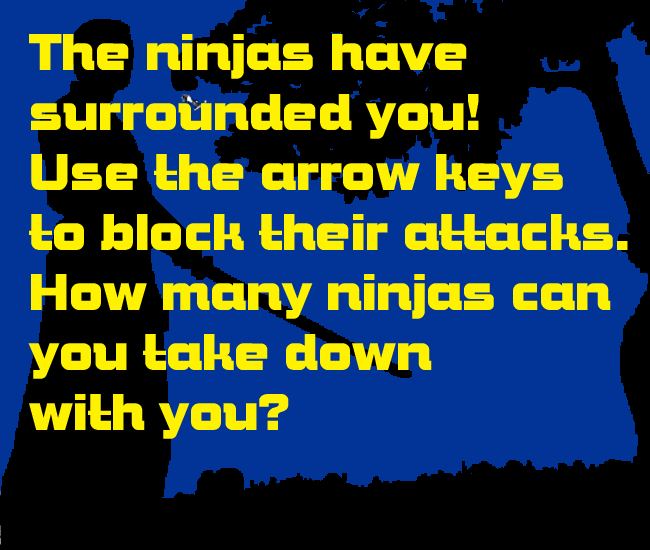 The ninjas have
surrounded you!
Use the arrow keys
to block their attacks.
How many ninjas can
you take down
with you?